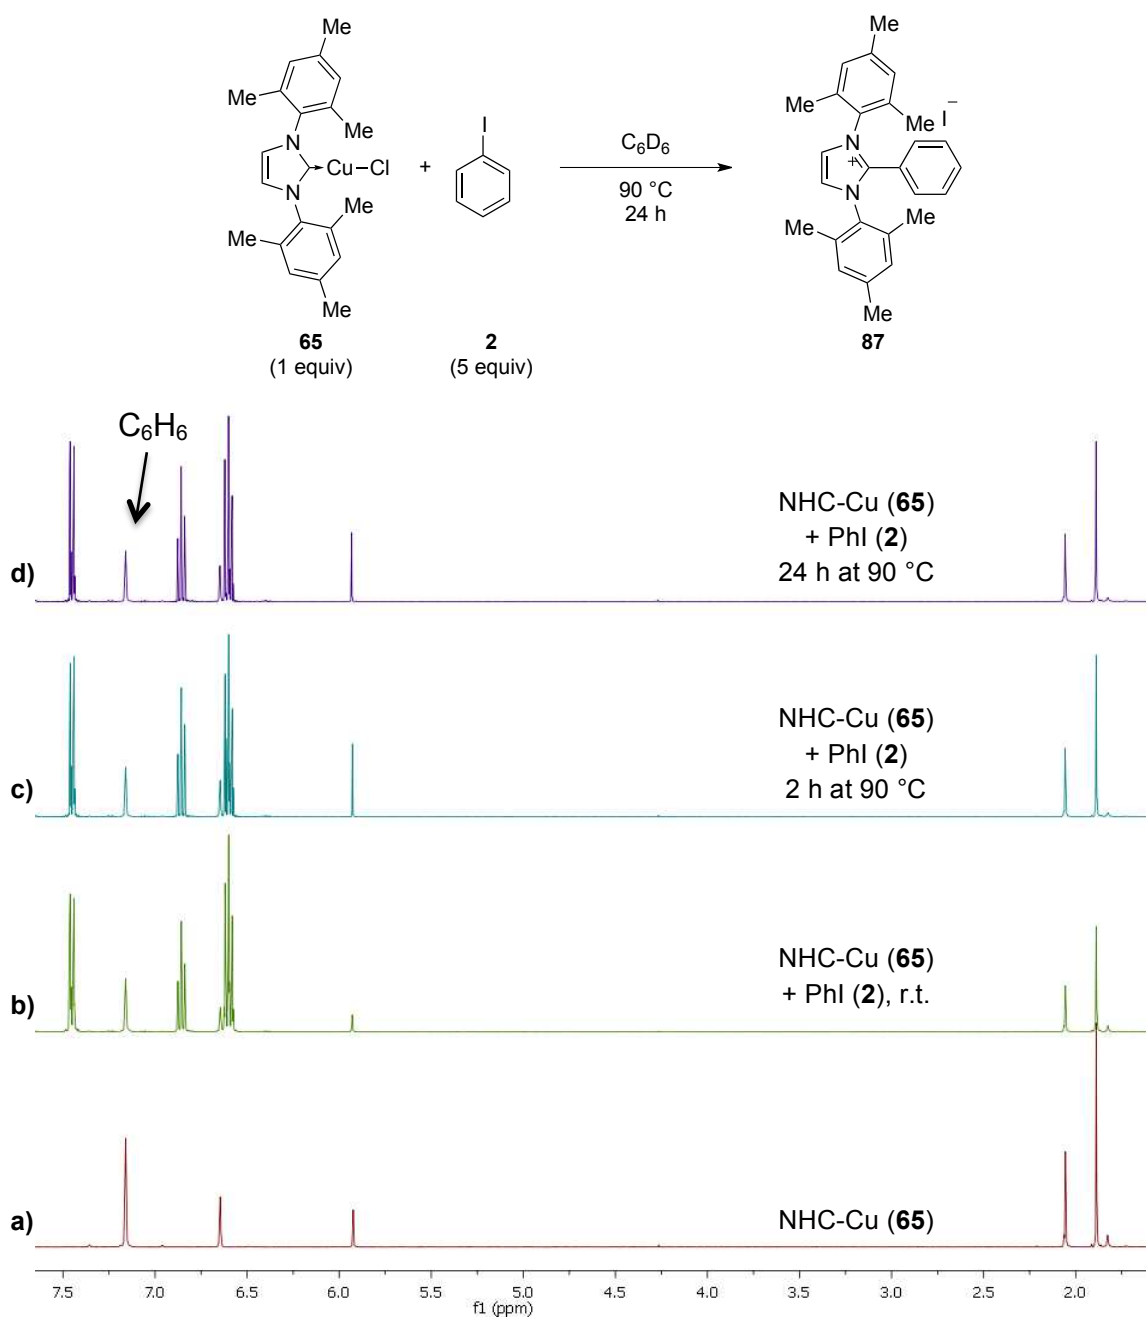 Me
Me
Me
Me
Me
Me
N
N
Cu
Cl
+
I
C₆D₆
90 °C
24 h
Me
Me
Me
I⁻
N
N
+
Me
Me
Me
65
(1 equiv)
2
(5 equiv)
87
C₆H₆
d)
NHC-Cu (65)
+ PhI (2)
24 h at 90 °C
c)
NHC-Cu (65)
+ PhI (2)
2 h at 90 °C
b)
NHC-Cu (65)
+ PhI (2), r.t.
a)
NHC-Cu (65)
7.5 7.0 6.5 6.0 5.5 5.0 4.5 4.0 3.5 3.0 2.5 2.0
f1 (ppm)